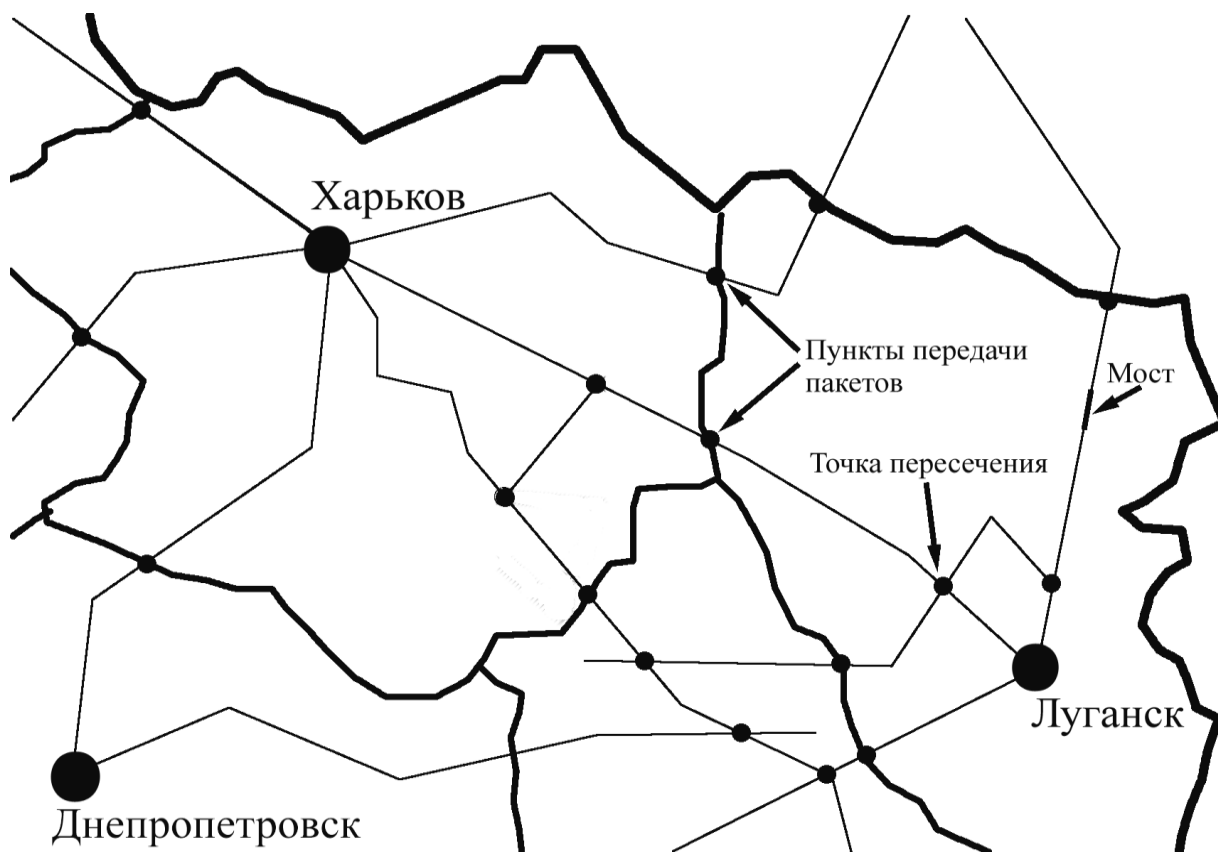 Харьков
Пункты передачи
пакетов
Мост
Точка пересечения
Луганск
Днепропетровск